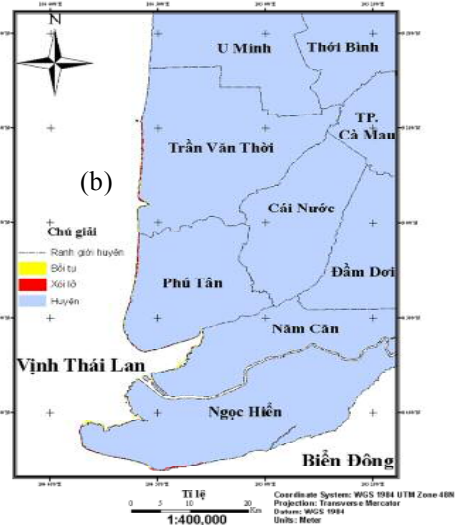 N
U Minh
Thới Bình
TP.
Cà Mau
Trần Văn Thời
(b)
Cái Nước
Chú giải
Ranh giới huyện
Bồi tụ
Xói lở
Huyện
Phú Tân
Đầm Dơi
Năm Căn
Vịnh Thái Lan
Ngọc Hiển
Biển Đông
Tỉ lệ
0 5 10 20
Km
1:400,000
Coordinate System: WGS 1984 UTM Zone 48N
Projection: Transverse Mercator
Datum: WGS 1984
Units: Meter